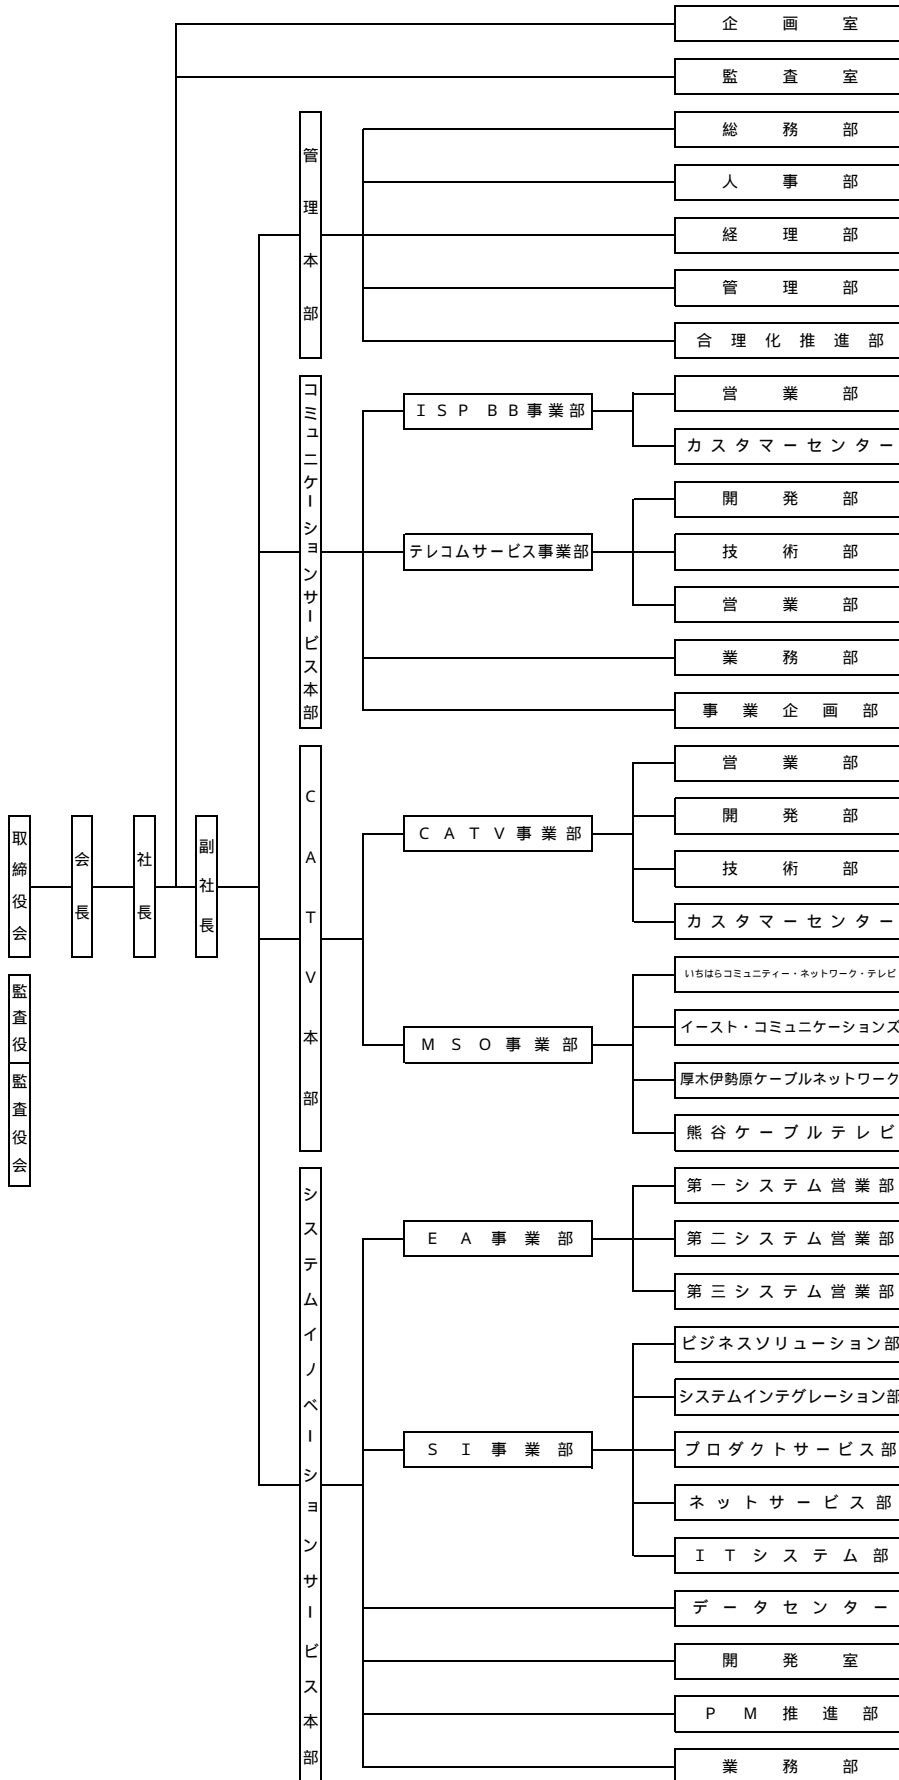 取締役会
監査役
監査役会
会長
社長
副社長
企画室
監査室
管理本部
総務部
人事部
経理部
管理部
合理化推進部
コミュニケーションサービス本部
ISP BB事業部
営業部
カスタマーセンター
テレコムサービス事業部
開発部
技術部
営業部
業務部
事業企画部
CATV本部
CATV事業部
営業部
開発部
技術部
カスタマーセンター
MSO事業部
いちはらコミュニティー・ネットワーク・テレビ
イースト・コミュニケーションズ
厚木伊勢原ケーブルネットワーク
熊谷ケーブルテレビ
システムイノベーションサービス本部
EA事業部
第一システム営業部
第二システム営業部
第三システム営業部
SI事業部
ビジネスソリューション部
システムインテグレーション部
プロダクトサービス部
ネットサービス部
ITシステム部
データセンター
開発室
PM推進部
業務部